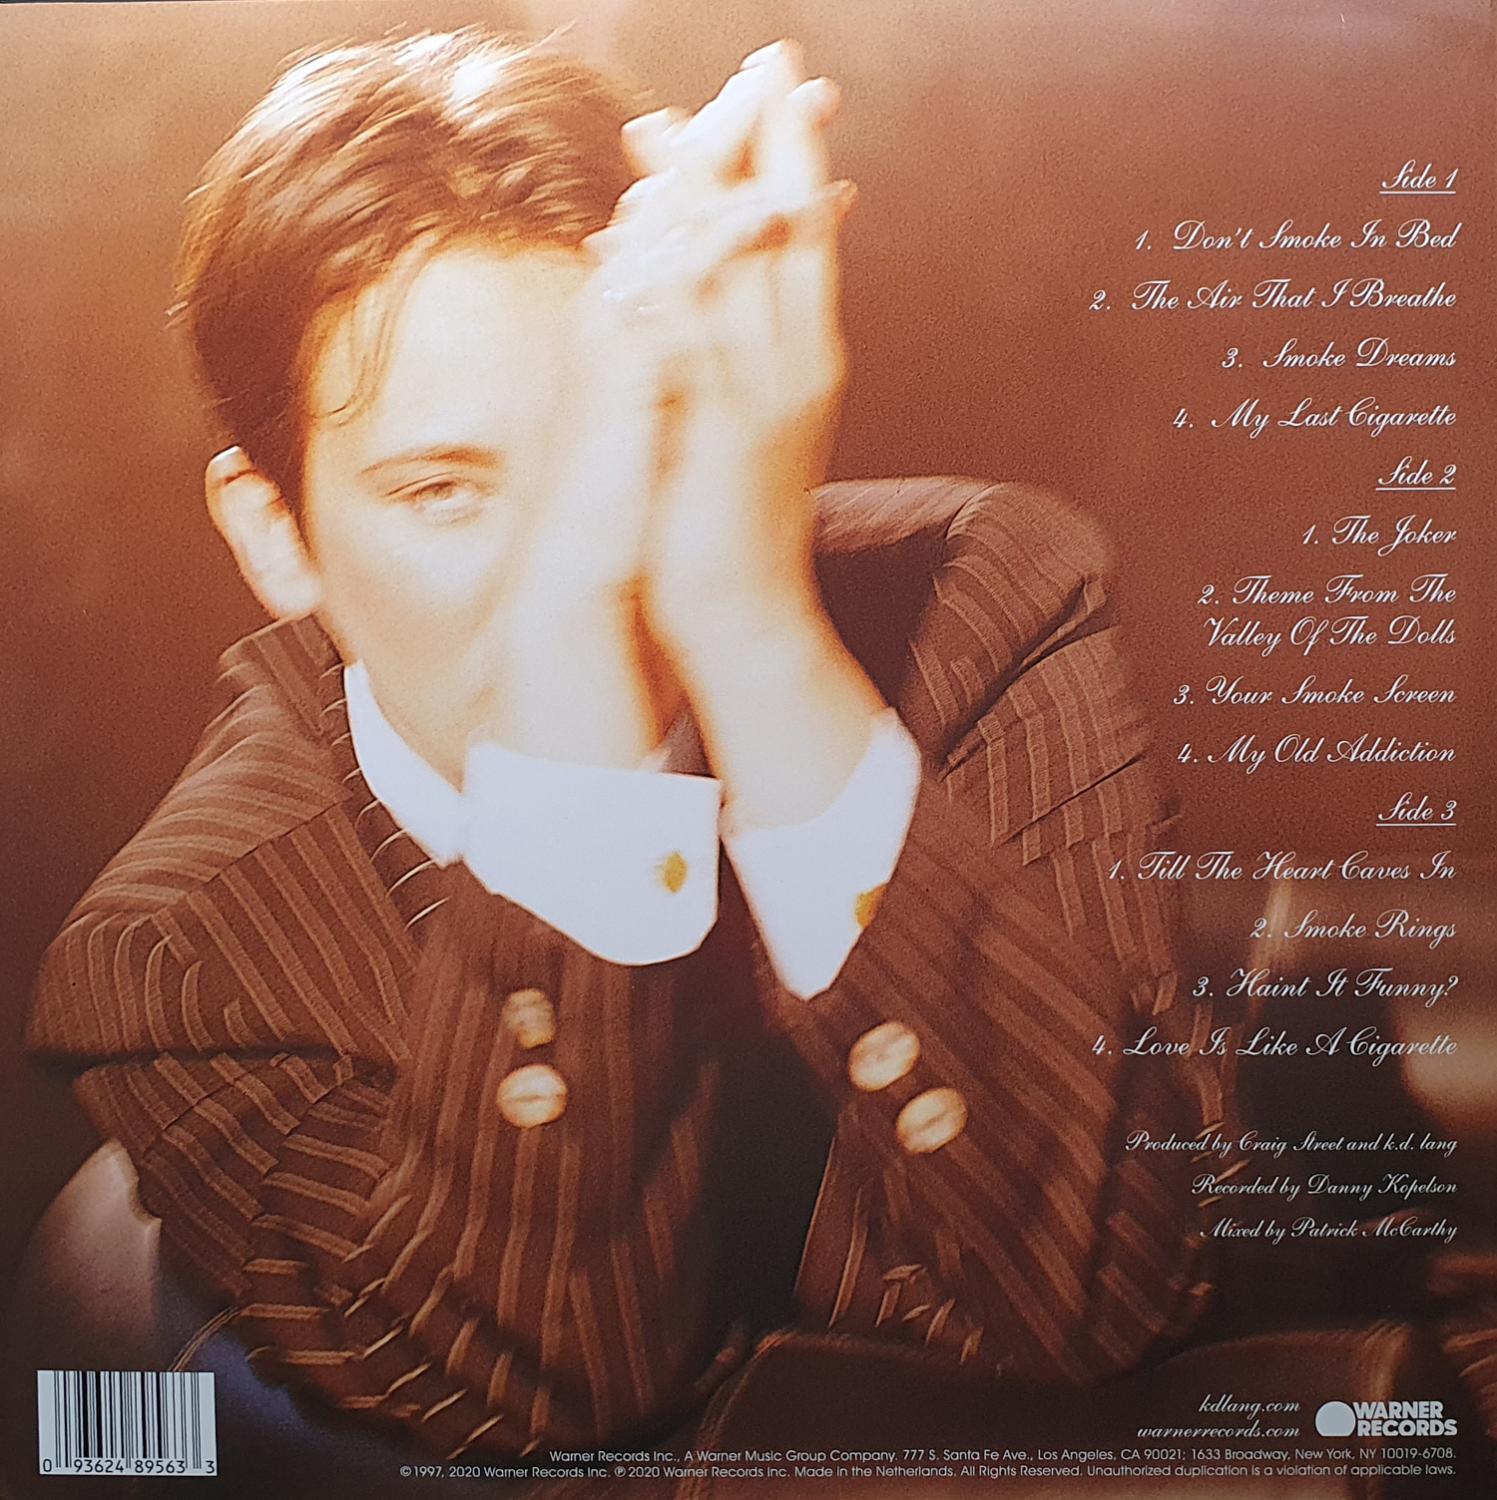 Side 1
1. Don't Smoke In Bed
2. The Air That I Breathe
3. Smoke Dreams
4. My Last Cigarette
Side 2
1. The Joker
2. Theme From The
Valley Of The Dolls
3. Your Smoke Screen
4. My Old Addiction
Side 3
1. Till The Heart Caves In
2. Smoke Rings
3. Haint It Funny?
4. Love Is Like A Cigarette
Produced by Craig Street and k.d. lang
Recorded by Danny Kopelson
Mixed by Patrick McCarthy
kdlang.com
warnerrecords.com
WARNER
RECORDS
Warner Records Inc., A Warner Music Group Company. 777 S. Santa Fe Ave., Los Angeles, CA 90021; 1633 Broadway, New York, NY 10019-6708.
©1997, 2020 Warner Records Inc. ℗2020 Warner Records Inc. Made in the Netherlands. All Rights Reserved. Unauthorized duplication is a violation of applicable laws.
0 93624 89563 3